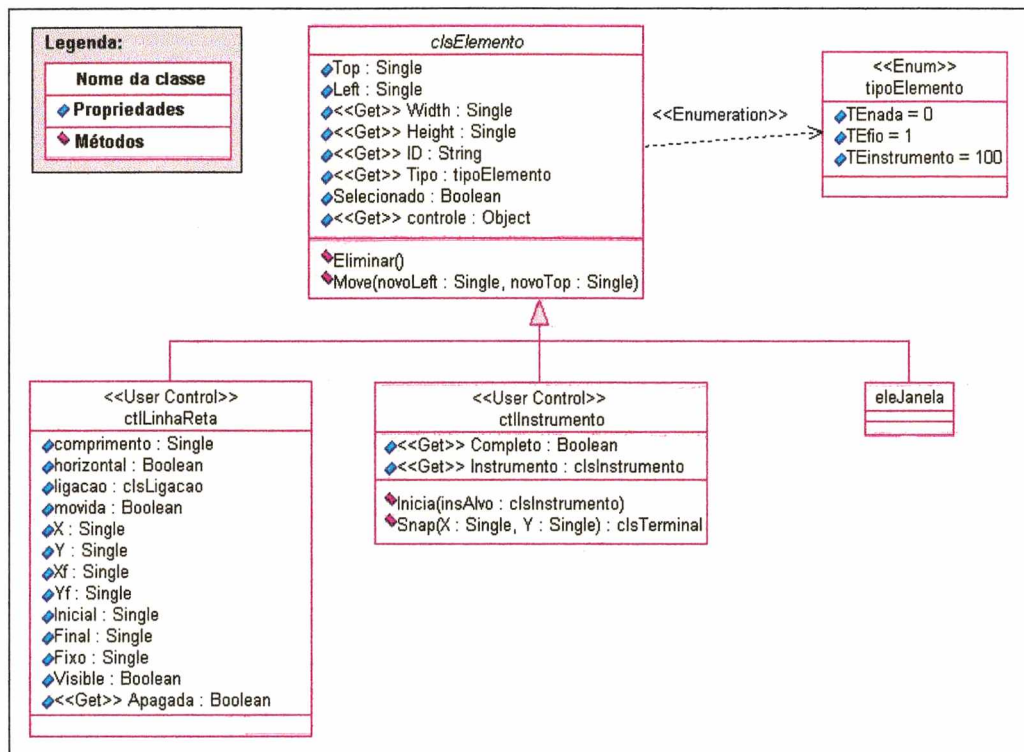 Legenda:
Nome da classe
Propriedades
Métodos
clsElemento
Top : Single
Left : Single
<<Get>> Width : Single
<<Get>> Height : Single
<<Get>> ID : String
<<Get>> Tipo : tipoElemento
Selecionado : Boolean
<<Get>> controle : Object
Eliminar()
Move(novoLeft : Single, novoTop : Single)
<<Enumeration>>
<<Enum>>
tipoElemento
TEnada = 0
TEfio = 1
TEinstrumento = 100
<<User Control>>
ctlLinhaReta
comprimento : Single
horizontal : Boolean
ligacao : clsLigacao
movida : Boolean
X : Single
Y : Single
Xf : Single
Yf : Single
Inicial : Single
Final : Single
Fixo : Single
Visible : Boolean
<<Get>> Apagada : Boolean
<<User Control>>
ctlInstrumento
<<Get>> Completo : Boolean
<<Get>> Instrumento : clsInstrumento
Inicia(insAlvo : clsInstrumento)
Snap(X : Single, Y : Single) : clsTerminal
eleJanela